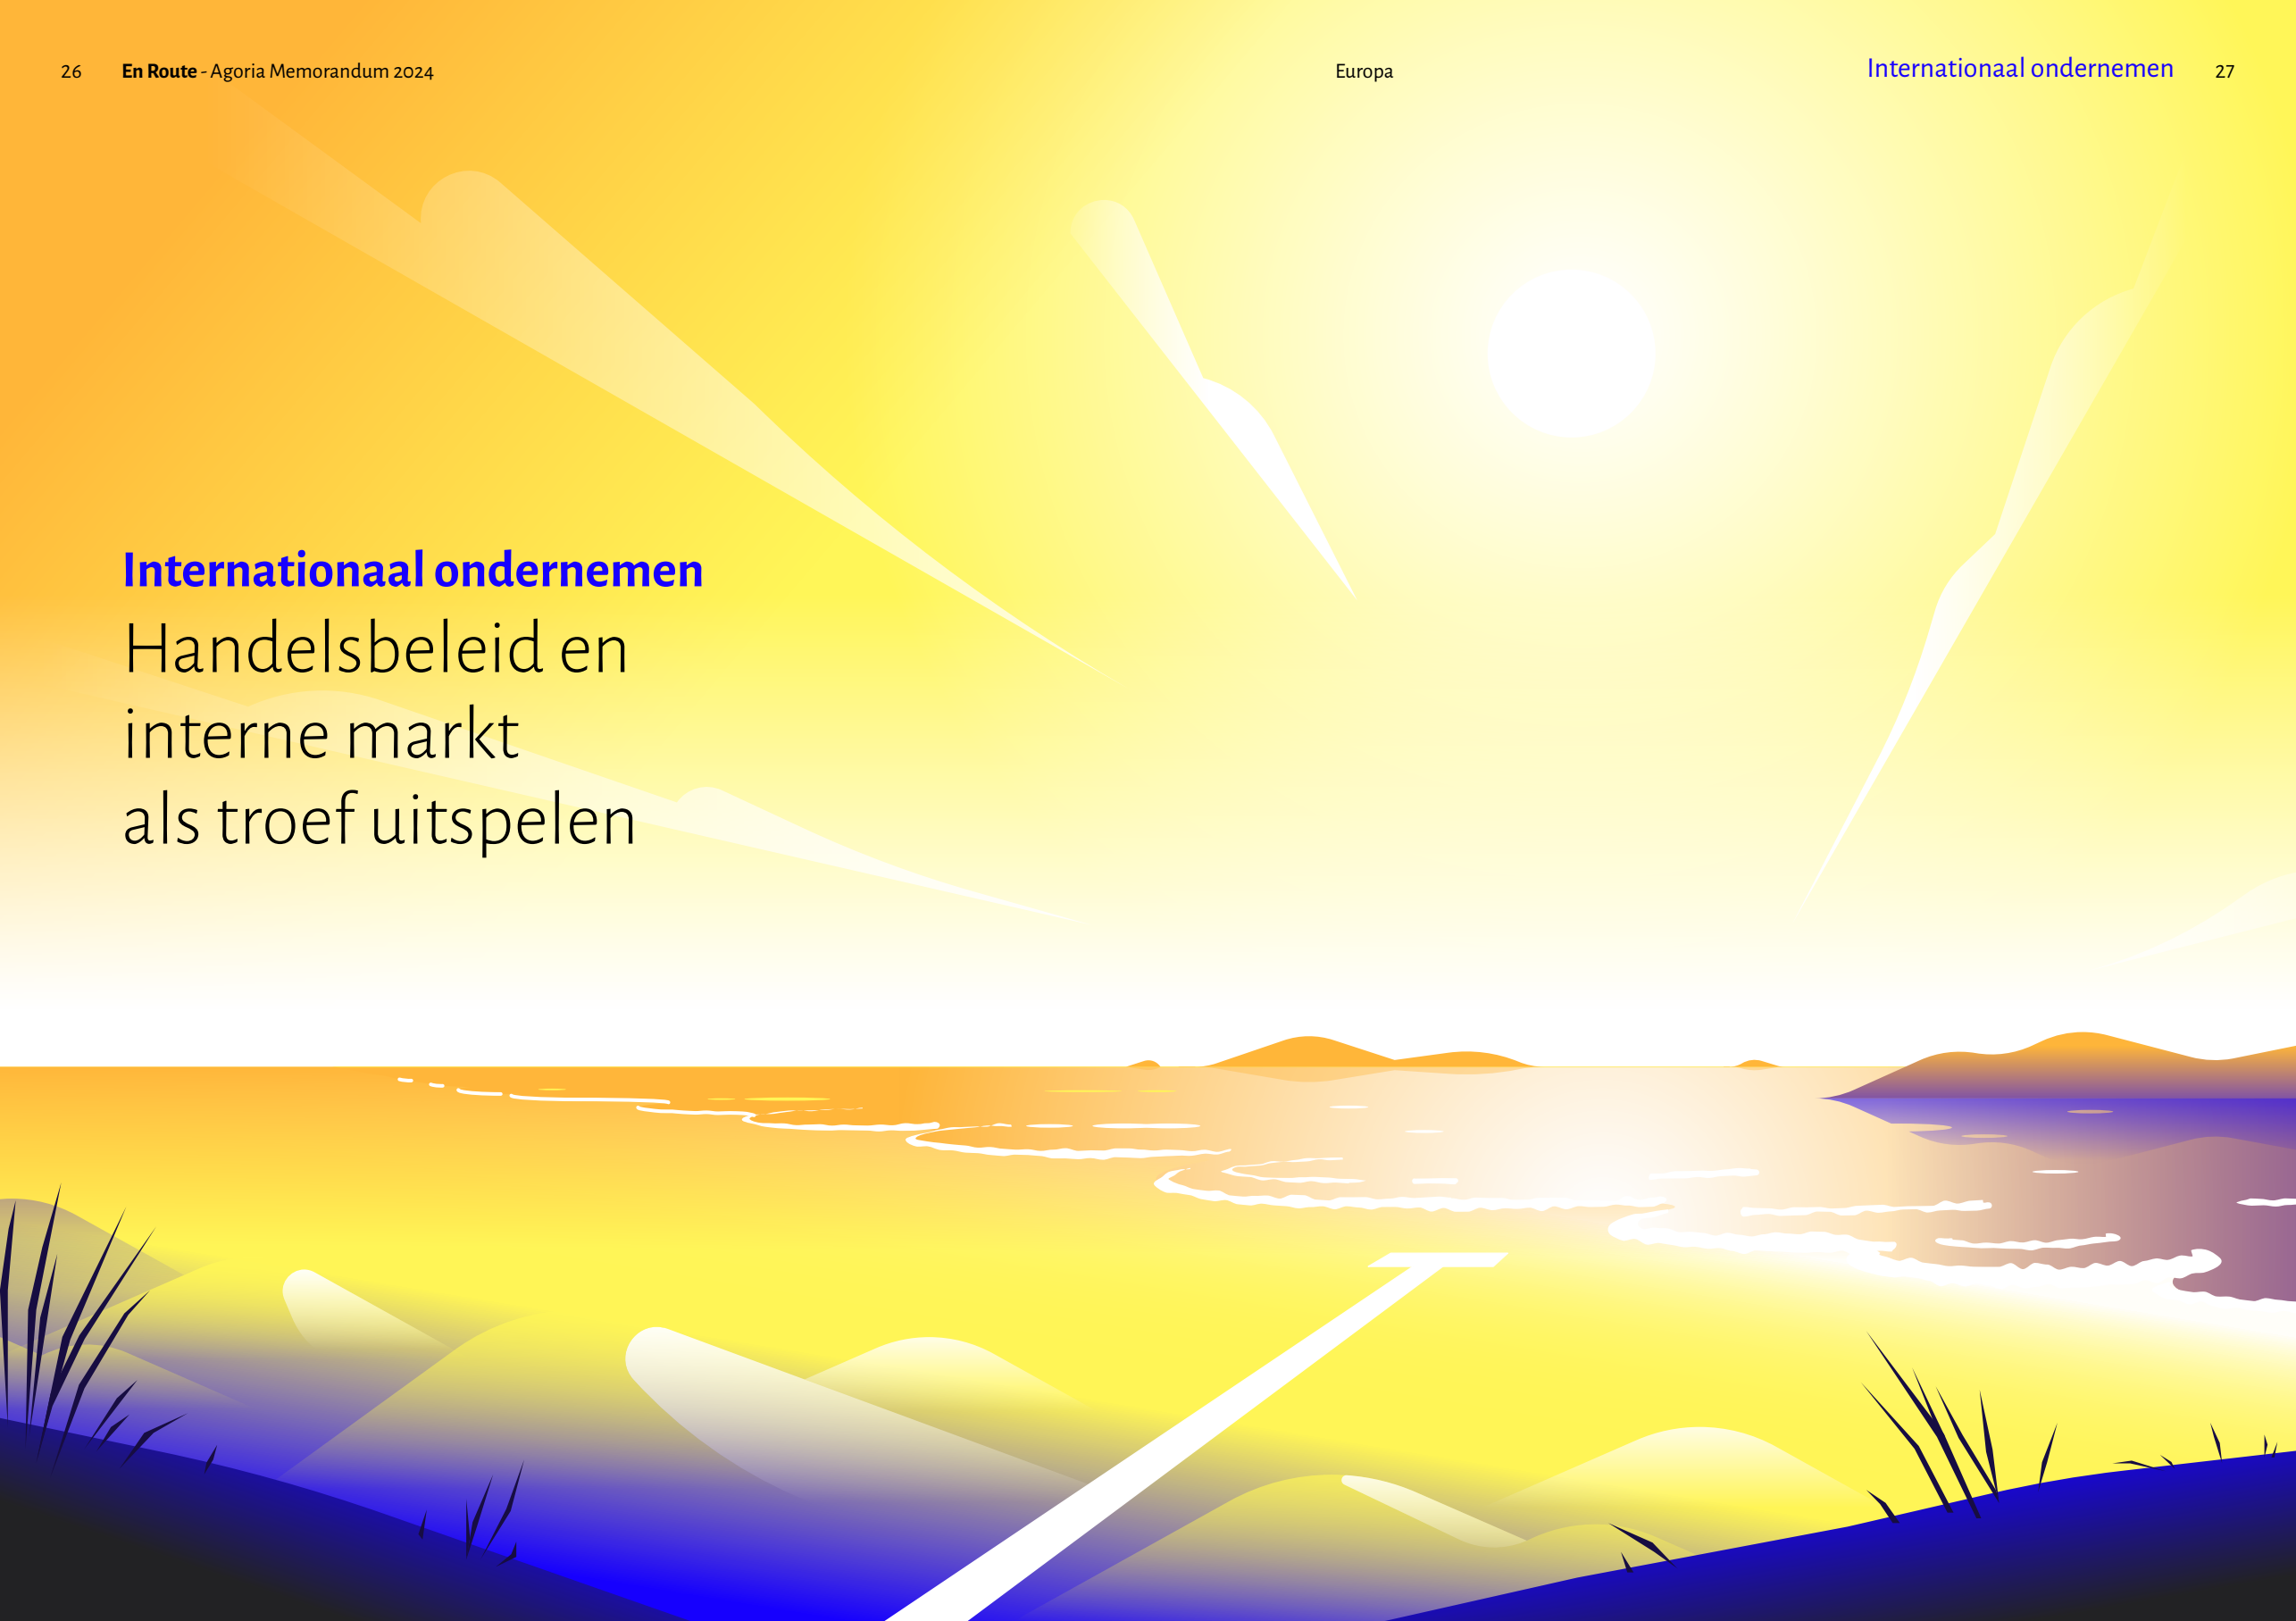 26 En Route - Agoria Memorandum 2024
Europa
Internationaal ondernemen 27
Internationaal ondernemen
Handelsbeleid en
interne markt
als troef uitspelen